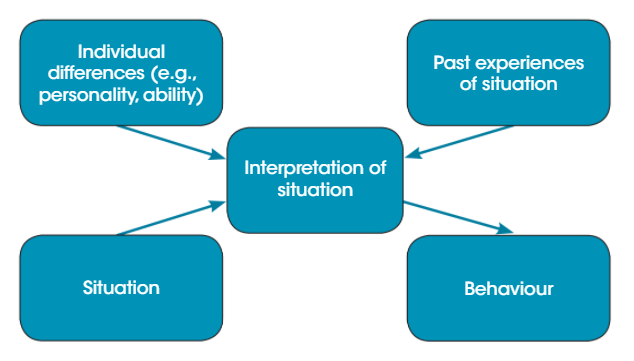 Individual
differences (e.g.,
personality, ability)
Past experiences
of situation
Interpretation of
situation
Situation
Behaviour